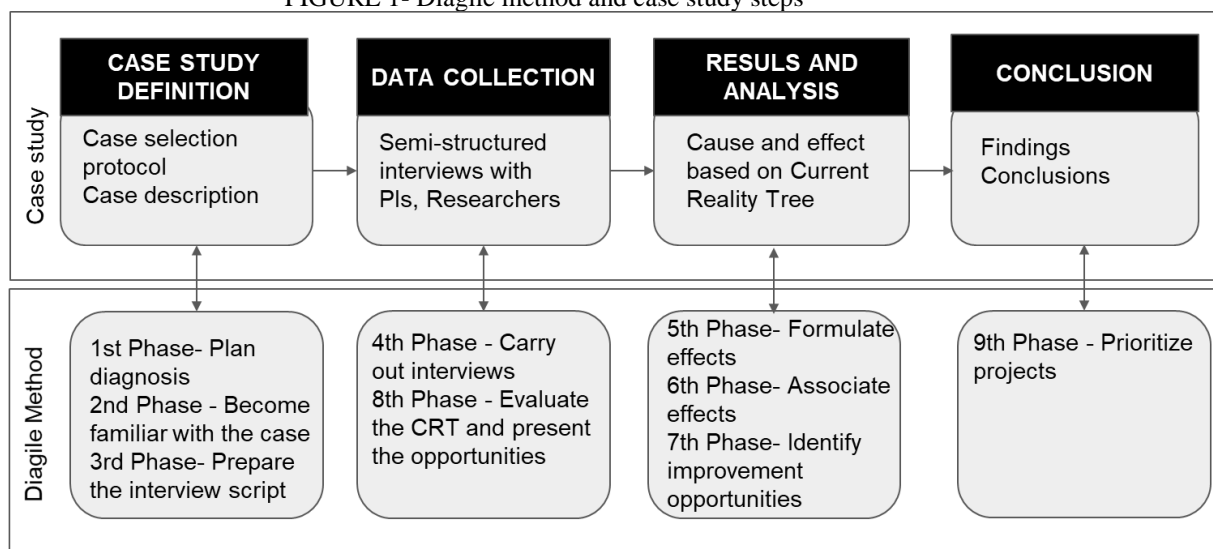 FIGURE 1- Diagile method and case study steps
Case study
CASE STUDY
DEFINITION
Case selection
protocol
Case description
DATA COLLECTION
Semi-structured
interviews with
PIs, Researchers
RESULS AND
ANALYSIS
Cause and effect
based on Current
Reality Tree
CONCLUSION
Findings
Conclusions
Diagile Method
1st Phase- Plan
diagnosis
2nd Phase - Become
familiar with the case
3rd Phase- Prepare
the interview script
4th Phase - Carry
out interviews
8th Phase - Evaluate
the CRT and present
the opportunities
5th Phase- Formulate
effects
6th Phase- Associate
effects
7th Phase- Identify
improvement
opportunities
9th Phase - Prioritize
projects